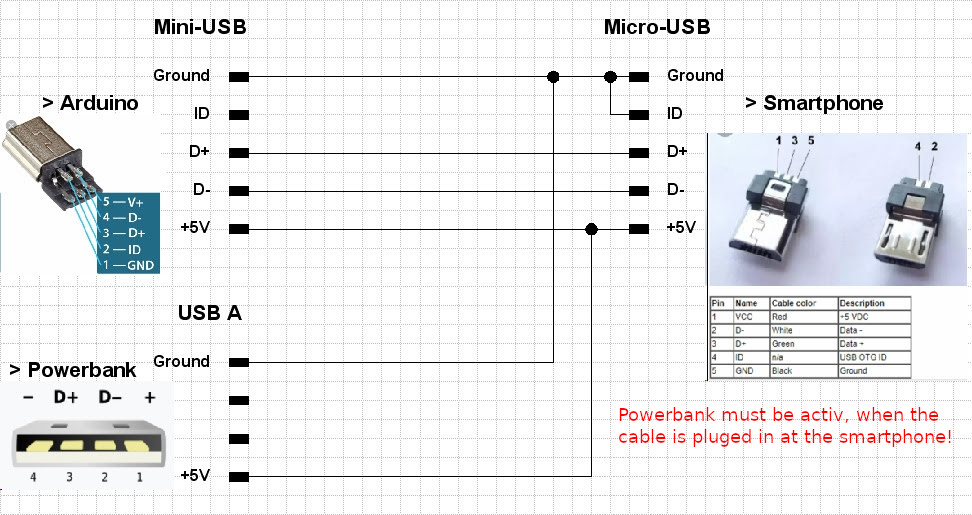 Mini-USB
Micro-USB
Ground
Ground
> Arduino
> Smartphone
ID
ID
D+
D+
D-
D-
+5V
+5V
5 — V+
4 — D-
3 — D+
2 — ID
1 — GND
1 3 5
4 2
USB A
Pin Name Cable color Description
1 VCC Red +5 VDC
2 D- White Data -
3 D+ Green Data +
4 ID n/a USB OTG ID
5 GND Black Ground
Ground
> Powerbank
− D+ D− +
4 3 2 1
+5V
Powerbank must be activ, when the
cable is pluged in at the smartphone!